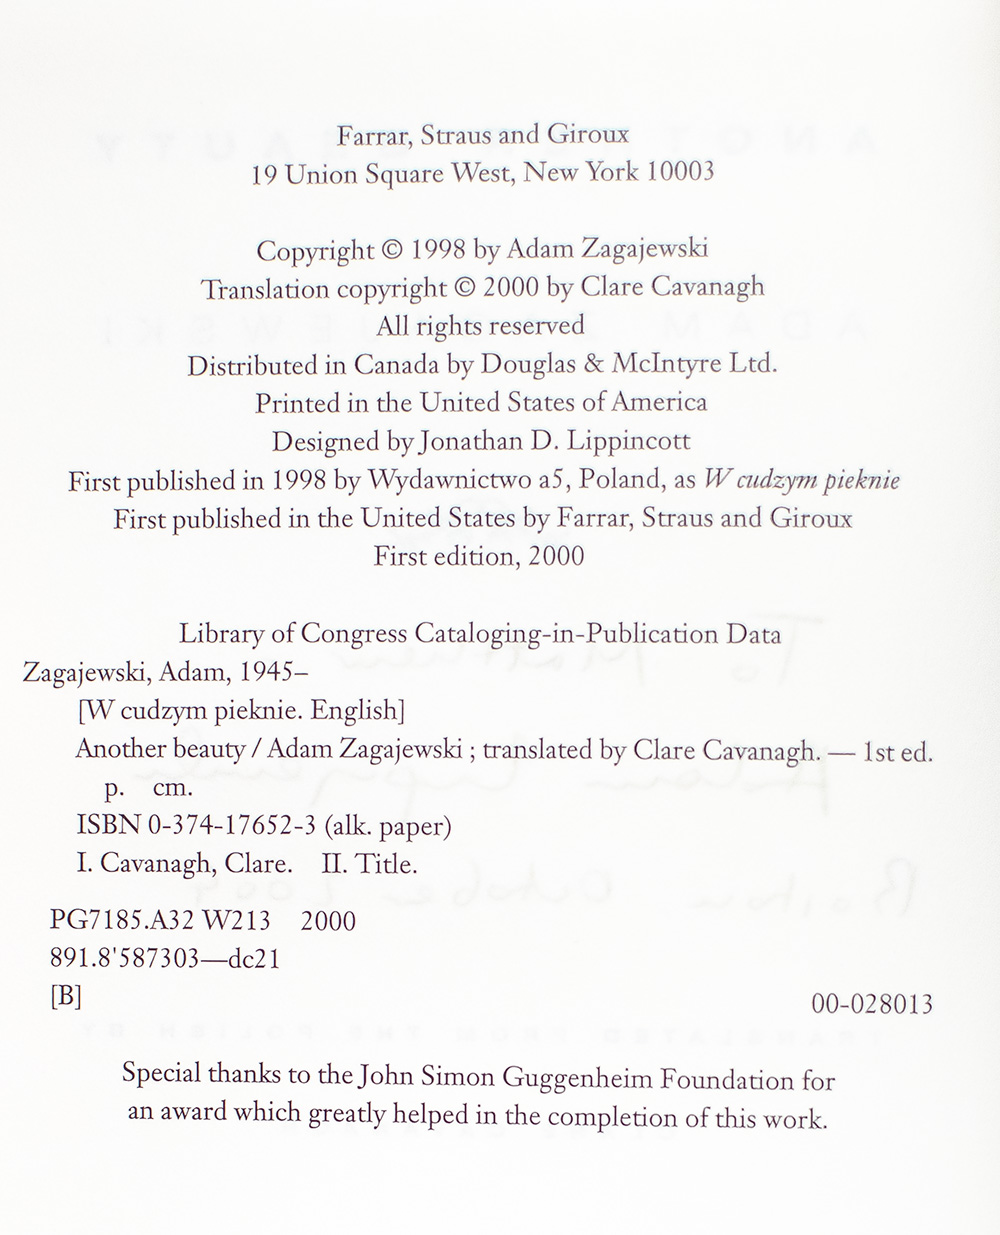 Farrar, Straus and Giroux
19 Union Square West, New York 10003
Copyright © 1998 by Adam Zagajewski
Translation copyright © 2000 by Clare Cavanagh
All rights reserved
Distributed in Canada by Douglas & McIntyre Ltd.
Printed in the United States of America
Designed by Jonathan D. Lippincott
First published in 1998 by Wydawnictwo a5, Poland, as W cudzym pieknie
First published in the United States by Farrar, Straus and Giroux
First edition, 2000
Library of Congress Cataloging-in-Publication Data
Zagajewski, Adam, 1945–
[W cudzym pieknie. English]
Another beauty / Adam Zagajewski ; translated by Clare Cavanagh. — 1st ed.
p. cm.
ISBN 0-374-17652-3 (alk. paper)
I. Cavanagh, Clare. II. Title.
PG7185.A32 W213 2000
891.8'587303—dc21
[B]
00-028013
Special thanks to the John Simon Guggenheim Foundation for
an award which greatly helped in the completion of this work.